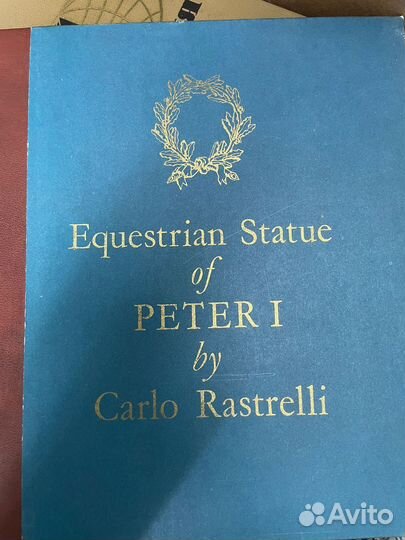 Equestrian Statue
of
PETER I
by
Carlo Rastrelli
Avito